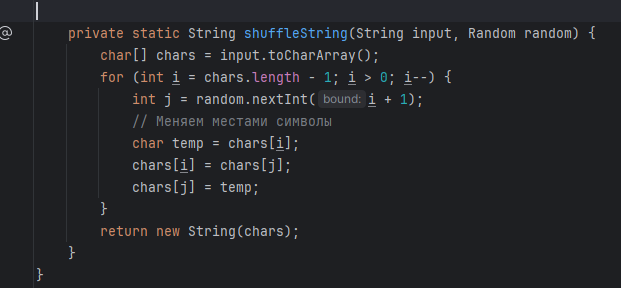 private static String shuffleString(String input, Random random) {
char[] chars = input.toCharArray();
for (int i = chars.length - 1; i > 0; i--) {
int j = random.nextInt( bound: i + 1);
// Меняем местами символы
char temp = chars[i];
chars[i] = chars[j];
chars[j] = temp;
}
return new String(chars);
}
}